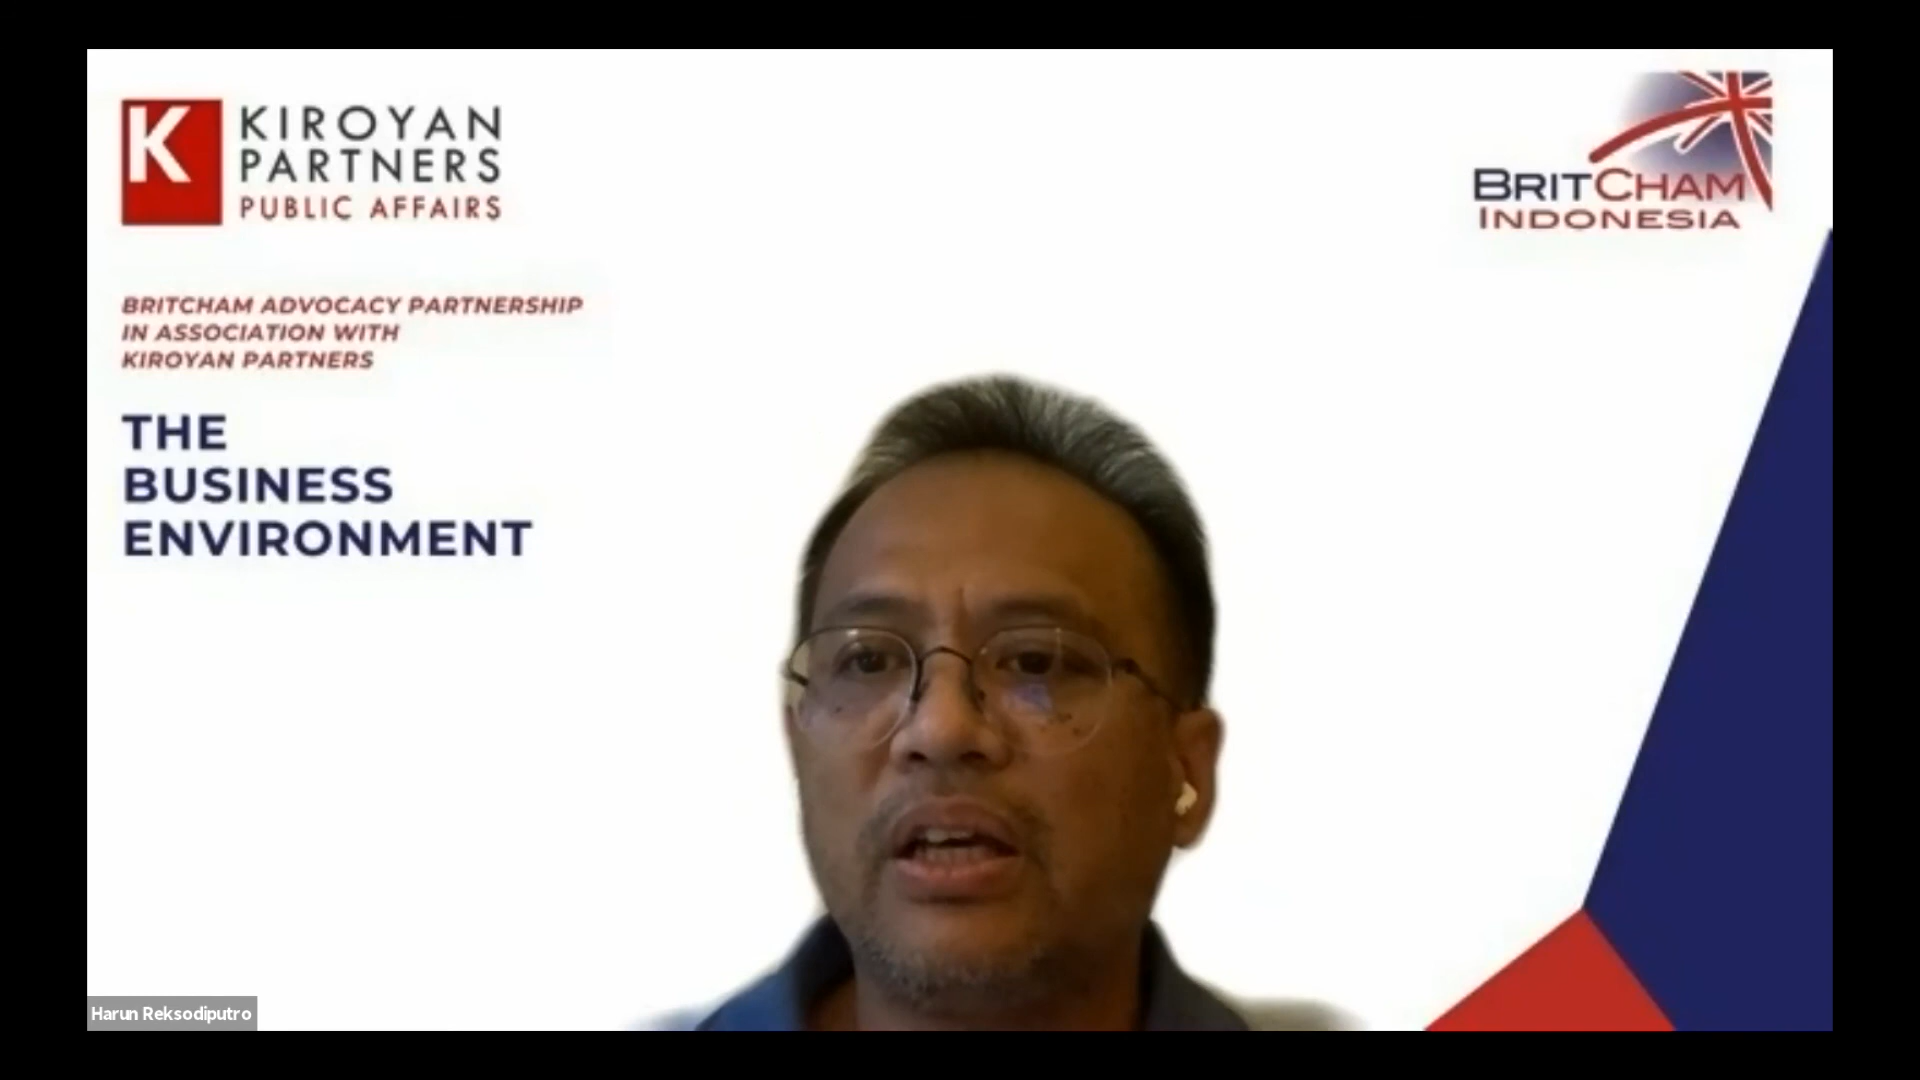 K
KIROYAN
PARTNERS
PUBLIC AFFAIRS
BRITCHAM
INDONESIA
BRITCHAM ADVOCACY PARTNERSHIP
IN ASSOCIATION WITH
KIROYAN PARTNERS
THE
BUSINESS
ENVIRONMENT
Harun Reksodiputro